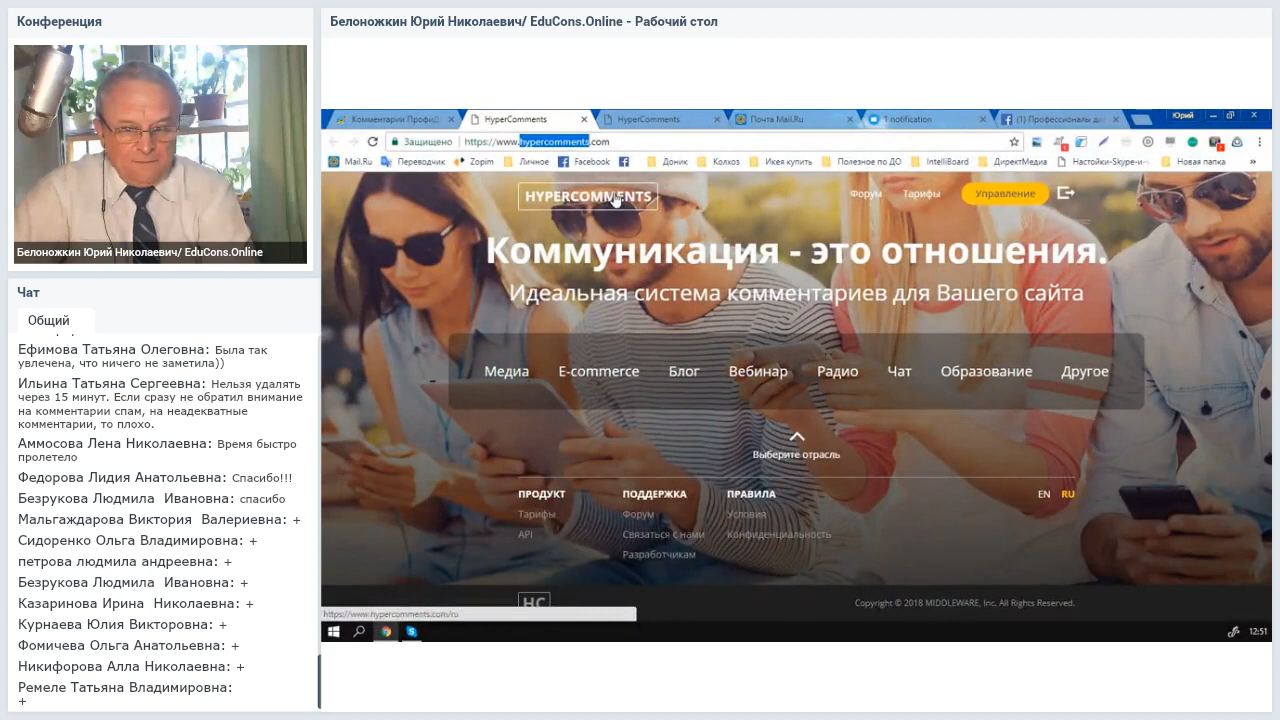 Конференция
Белоножкин Юрий Николаевич/ EduCons.Online
Чат
Общий
Ефимова Татьяна Олеговна: Была так
увлечена, что ничего не заметила))
Ильина Татьяна Сергеевна: Нельзя удалять
через 15 минут. Если сразу не обратил внимание
на комментарии спам, на неадекватные
комментарии, то плохо.
Аммосова Лена Николаевна: Время быстро
пролетело
Федорова Лидия Анатольевна: Спасибо!!!
Безрукова Людмила Ивановна: спасибо
Мальгаждарова Виктория Валериевна: +
Сидоренко Ольга Владимировна: +
петрова людмила андреевна: +
Безрукова Людмила Ивановна: +
Казаринова Ирина Николаевна: +
Курнаева Юлия Викторовна: +
Фомичева Ольга Анатольевна: +
Никифорова Алла Николаевна: +
Ремеле Татьяна Владимировна:
+
Белоножкин Юрий Николаевич/ EduCons.Online - Рабочий стол
Комментарии ПрофиД HyperComments HyperComments Почта Mail.Ru 1 notification (1) Профессионалы ди Юрий
Защищено https://www.hypercomments.com
Mail.Ru Переводчик Zopim Личное Facebook Доник Колхоз Икея купить Полезное по ДО IntelliBoard ДиректМедиа Настойки-Skype-и- Новая папка »
HYPERCOMMENTS Форум Тарифы Управление
Коммуникация - это отношения.
Идеальная система комментариев для Вашего сайта
Медиа E-commerce Блог Вебинар Радио Чат Образование Другое
Выберите отрасль
ПРОДУКТ ПОДДЕРЖКА ПРАВИЛА EN RU
Тарифы Форум Условия
API Связаться с нами Конфиденциальность
Разработчикам
HC Copyright © 2018 MIDDLEWARE, Inc. All Rights Reserved.
https://www.hypercomments.com/ru
12:51